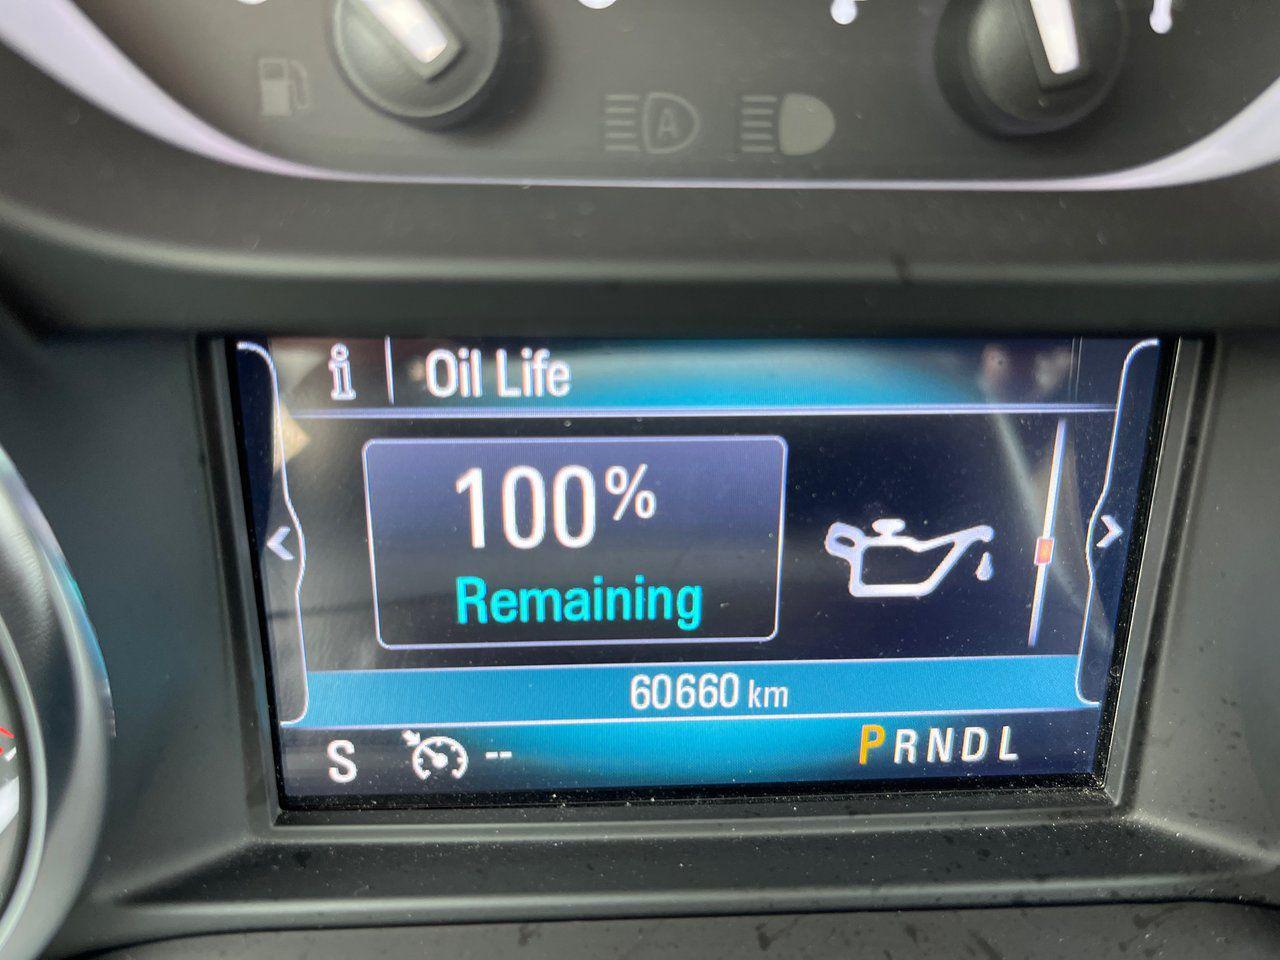 A
i Oil Life
100%
Remaining
60660 km
S -- PRNDL